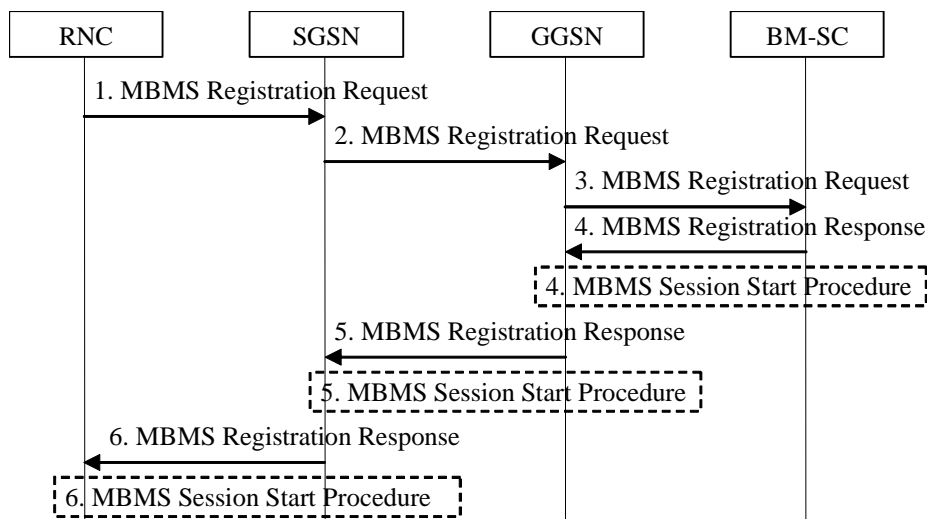 RNC
SGSN
GGSN
BM-SC
1. MBMS Registration Request
2. MBMS Registration Request
3. MBMS Registration Request
4. MBMS Registration Response
4. MBMS Session Start Procedure
5. MBMS Registration Response
5. MBMS Session Start Procedure
6. MBMS Registration Response
6. MBMS Session Start Procedure